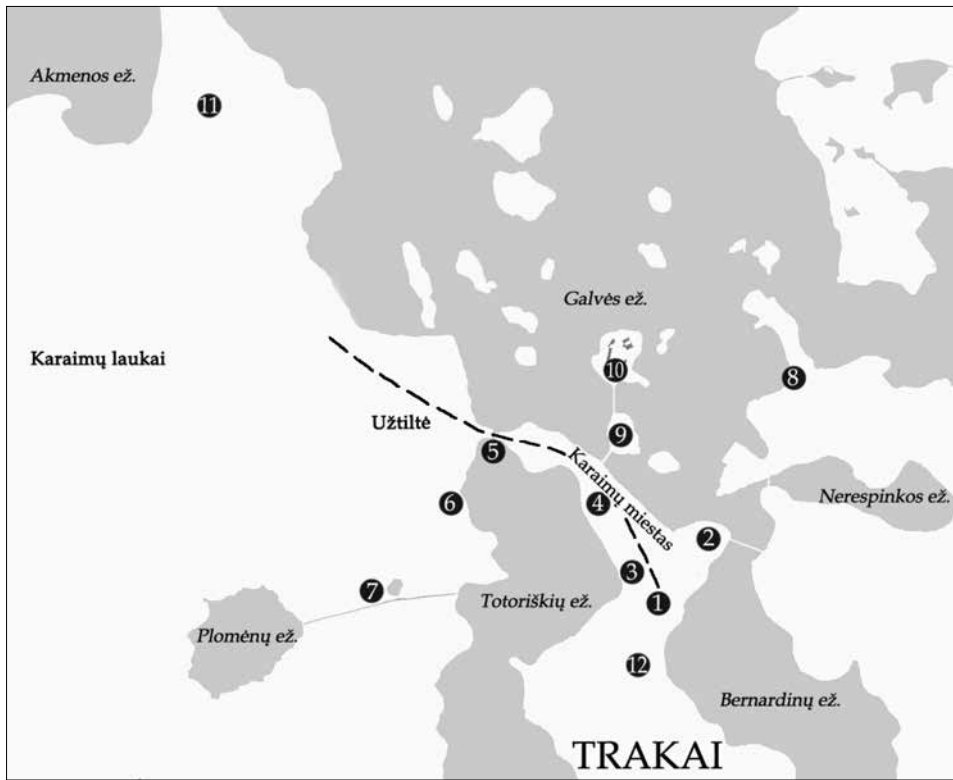 Akmenos ež.
11
Galvės ež.
10
8
Karaimų laukai
Užtiltė
9
5
Karaimų miestas
4
6
Nerespinkos ež.
2
3
7
1
Totoriškių ež.
Plomėnų ež.
12
Bernardinų ež.
TRAKAI